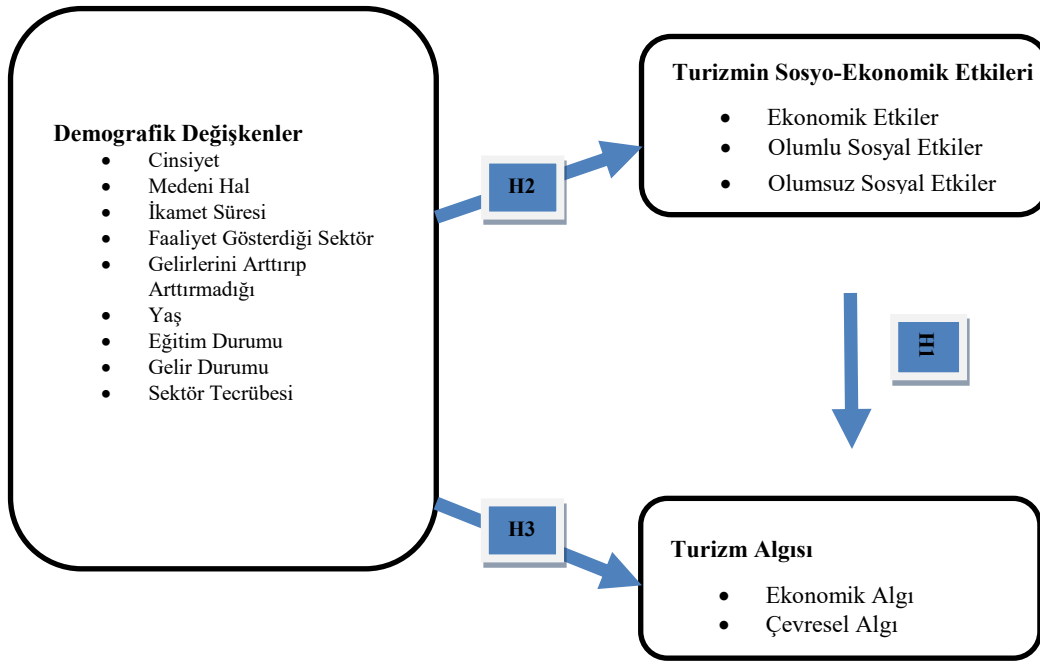 Demografik Değişkenler
Cinsiyet
Medeni Hal
İkamet Süresi
Faaliyet Gösterdiği Sektör
Gelirlerini Arttırıp
Arttırmadığı
Yaş
Eğitim Durumu
Gelir Durumu
Sektör Tecrübesi
H2
H3
Turizmin Sosyo-Ekonomik Etkileri
Ekonomik Etkiler
Olumlu Sosyal Etkiler
Olumsuz Sosyal Etkiler
H1
Turizm Algısı
Ekonomik Algı
Çevresel Algı